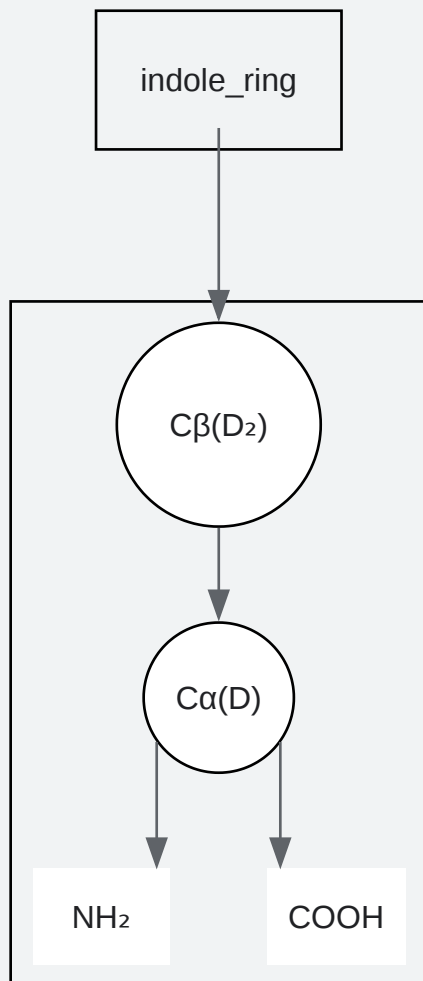 indole_ring
Cβ(D₂)
Cα(D)
NH₂
COOH